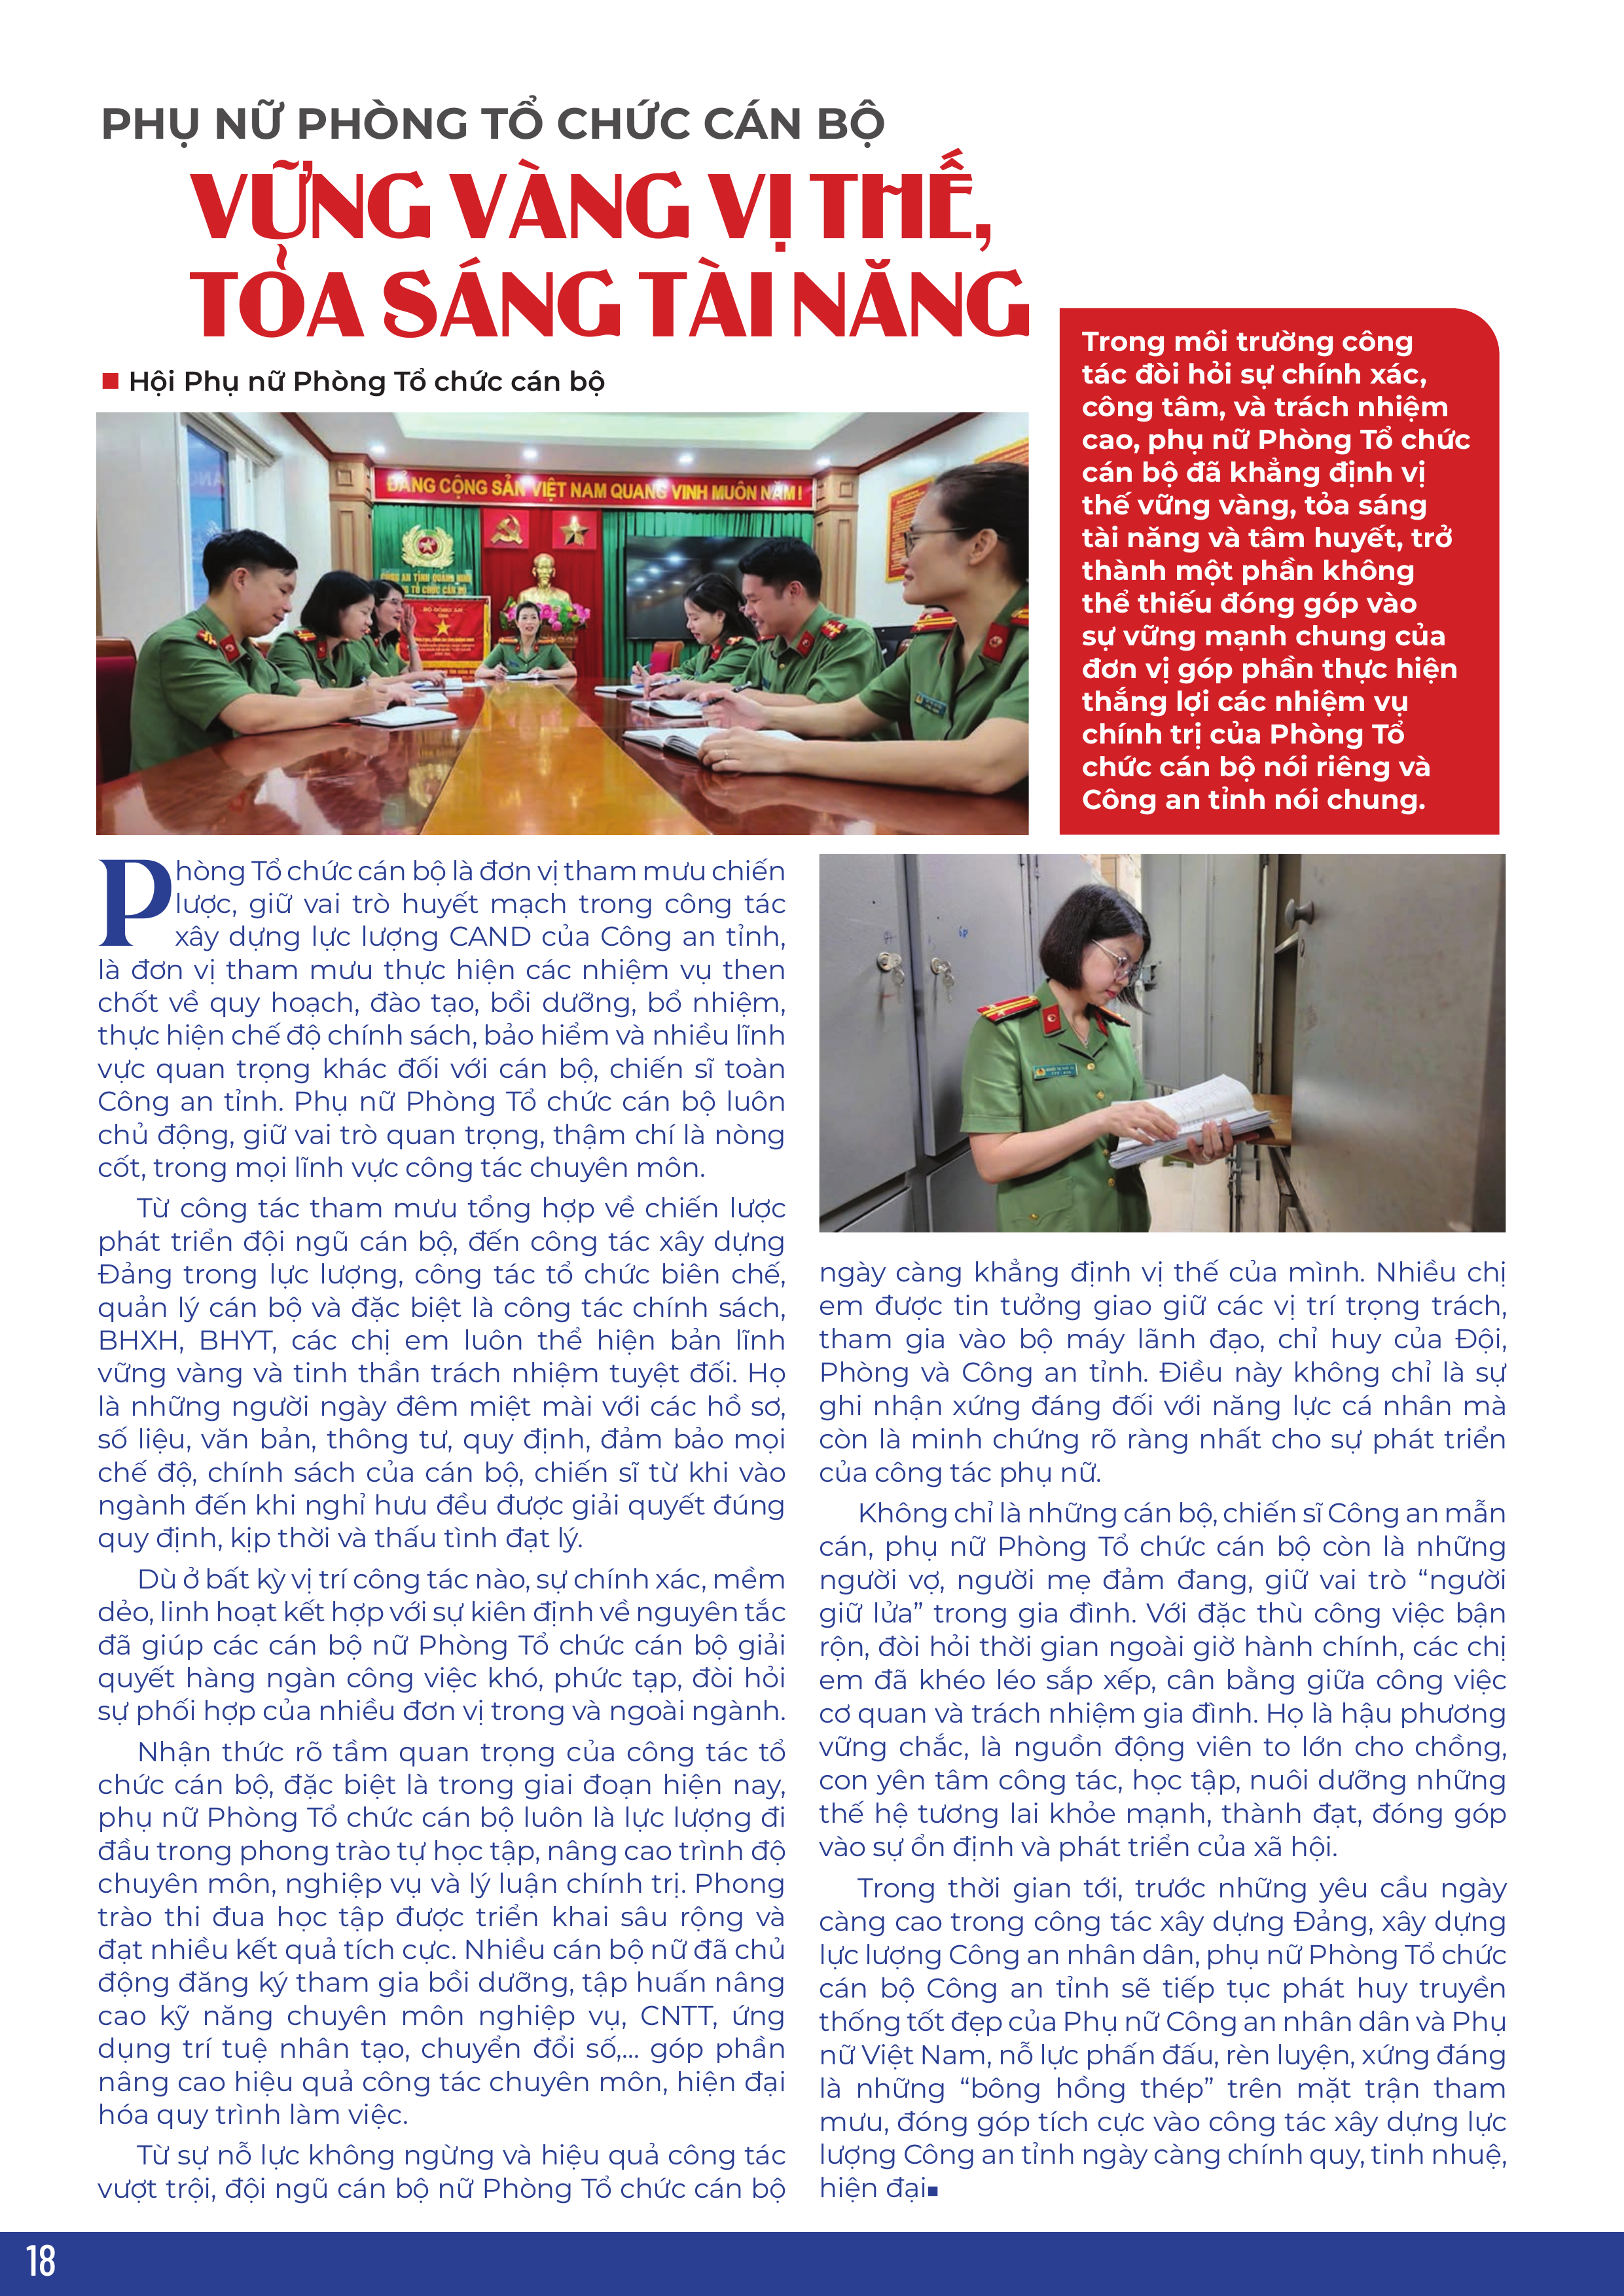 PHỤ NỮ PHÒNG TỔ CHỨC CÁN BỘ
VỮNG VÀNG VỊ THẾ,
TỎA SÁNG TÀI NĂNG
Hội Phụ nữ Phòng Tổ chức cán bộ
ĐẢNG CỘNG SẢN VIỆT NAM QUANG VINH MUÔN NĂM!
Trong môi trường công
tác đòi hỏi sự chính xác,
công tâm, và trách nhiệm
cao, phụ nữ Phòng Tổ chức
cán bộ đã khẳng định vị
thế vững vàng, tỏa sáng
tài năng và tâm huyết, trở
thành một phần không
thể thiếu đóng góp vào
sự vững mạnh chung của
đơn vị góp phần thực hiện
thắng lợi các nhiệm vụ
chính trị của Phòng Tổ
chức cán bộ nói riêng và
Công an tỉnh nói chung.
Phòng Tổ chức cán bộ là đơn vị tham mưu chiến
lược, giữ vai trò huyết mạch trong công tác
xây dựng lực lượng CAND của Công an tỉnh,
là đơn vị tham mưu thực hiện các nhiệm vụ then
chốt về quy hoạch, đào tạo, bồi dưỡng, bổ nhiệm,
thực hiện chế độ chính sách, bảo hiểm và nhiều lĩnh
vực quan trọng khác đối với cán bộ, chiến sĩ toàn
Công an tỉnh. Phụ nữ Phòng Tổ chức cán bộ luôn
chủ động, giữ vai trò quan trọng, thậm chí là nòng
cốt, trong mọi lĩnh vực công tác chuyên môn.
Từ công tác tham mưu tổng hợp về chiến lược
phát triển đội ngũ cán bộ, đến công tác xây dựng
Đảng trong lực lượng, công tác tổ chức biên chế,
quản lý cán bộ và đặc biệt là công tác chính sách,
BHXH, BHYT, các chị em luôn thể hiện bản lĩnh
vững vàng và tinh thần trách nhiệm tuyệt đối. Họ
là những người ngày đêm miệt mài với các hồ sơ,
số liệu, văn bản, thông tư, quy định, đảm bảo mọi
chế độ, chính sách của cán bộ, chiến sĩ từ khi vào
ngành đến khi nghỉ hưu đều được giải quyết đúng
quy định, kịp thời và thấu tình đạt lý.
Dù ở bất kỳ vị trí công tác nào, sự chính xác, mềm
dẻo, linh hoạt kết hợp với sự kiên định về nguyên tắc
đã giúp các cán bộ nữ Phòng Tổ chức cán bộ giải
quyết hàng ngàn công việc khó, phức tạp, đòi hỏi
sự phối hợp của nhiều đơn vị trong và ngoài ngành.
Nhận thức rõ tầm quan trọng của công tác tổ
chức cán bộ, đặc biệt là trong giai đoạn hiện nay,
phụ nữ Phòng Tổ chức cán bộ luôn là lực lượng đi
đầu trong phong trào tự học tập, nâng cao trình độ
chuyên môn, nghiệp vụ và lý luận chính trị. Phong
trào thi đua học tập được triển khai sâu rộng và
đạt nhiều kết quả tích cực. Nhiều cán bộ nữ đã chủ
động đăng ký tham gia bồi dưỡng, tập huấn nâng
cao kỹ năng chuyên môn nghiệp vụ, CNTT, ứng
dụng trí tuệ nhân tạo, chuyển đổi số,... góp phần
nâng cao hiệu quả công tác chuyên môn, hiện đại
hóa quy trình làm việc.
Từ sự nỗ lực không ngừng và hiệu quả công tác
vượt trội, đội ngũ cán bộ nữ Phòng Tổ chức cán bộ
ngày càng khẳng định vị thế của mình. Nhiều chị
em được tin tưởng giao giữ các vị trí trọng trách,
tham gia vào bộ máy lãnh đạo, chỉ huy của Đội,
Phòng và Công an tỉnh. Điều này không chỉ là sự
ghi nhận xứng đáng đối với năng lực cá nhân mà
còn là minh chứng rõ ràng nhất cho sự phát triển
của công tác phụ nữ.
Không chỉ là những cán bộ, chiến sĩ Công an mẫn
cán, phụ nữ Phòng Tổ chức cán bộ còn là những
người vợ, người mẹ đảm đang, giữ vai trò “người
giữ lửa” trong gia đình. Với đặc thù công việc bận
rộn, đòi hỏi thời gian ngoài giờ hành chính, các chị
em đã khéo léo sắp xếp, cân bằng giữa công việc
cơ quan và trách nhiệm gia đình. Họ là hậu phương
vững chắc, là nguồn động viên to lớn cho chồng,
con yên tâm công tác, học tập, nuôi dưỡng những
thế hệ tương lai khỏe mạnh, thành đạt, đóng góp
vào sự ổn định và phát triển của xã hội.
Trong thời gian tới, trước những yêu cầu ngày
càng cao trong công tác xây dựng Đảng, xây dựng
lực lượng Công an nhân dân, phụ nữ Phòng Tổ chức
cán bộ Công an tỉnh sẽ tiếp tục phát huy truyền
thống tốt đẹp của Phụ nữ Công an nhân dân và Phụ
nữ Việt Nam, nỗ lực phấn đấu, rèn luyện, xứng đáng
là những “bông hồng thép” trên mặt trận tham
mưu, đóng góp tích cực vào công tác xây dựng lực
lượng Công an tỉnh ngày càng chính quy, tinh nhuệ,
hiện đại
18